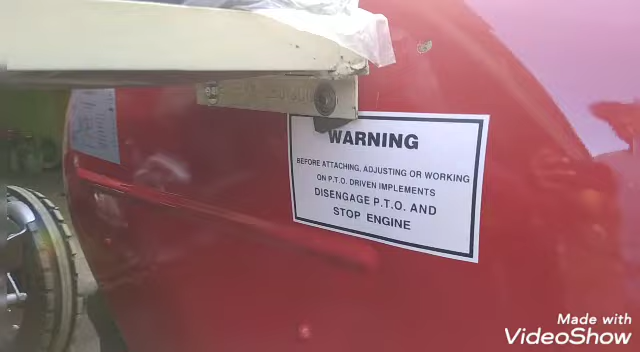 WARNING
BEFORE ATTACHING, ADJUSTING OR WORKING
ON P.T.O. DRIVEN IMPLEMENTS
DISENGAGE P.T.O. AND
STOP ENGINE
Made with
VideoShow